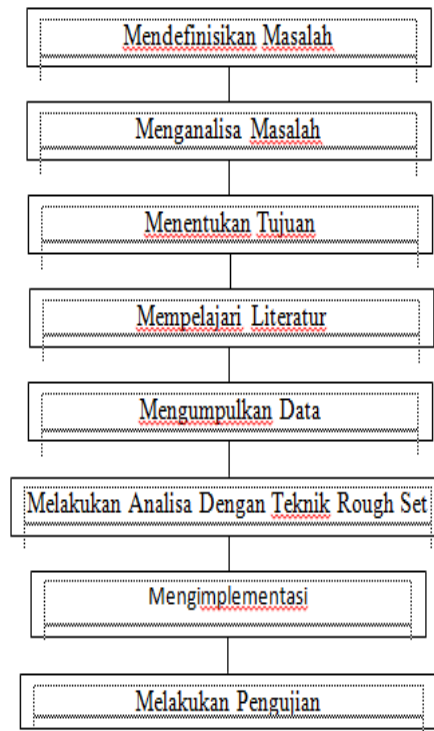 Mendefinisikan Masalah
Menganalisa Masalah
Menentukan Tujuan
Mempelajari Literatur
Mengumpulkan Data
Melakukan Analisa Dengan Teknik Rough Set
Mengimplementasi
Melakukan Pengujian